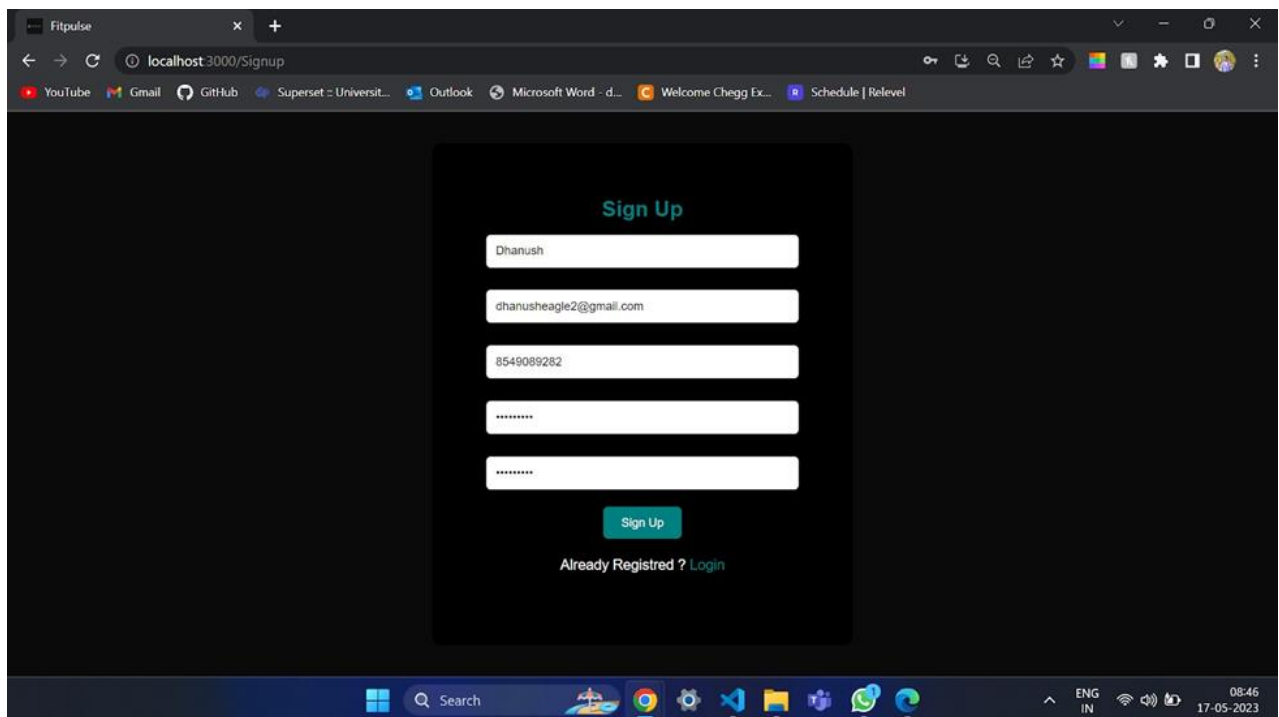 Fitpulse
localhost:3000/Signup
YouTube Gmail GitHub Superset :: Universit... Outlook Microsoft Word - d... Welcome Chegg Ex... Schedule | Relevel
Sign Up
Dhanush
dhanusheagle2@gmail.com
8549089282
•••••••••
•••••••••
Sign Up
Already Registred ? Login
Search
ENG
IN
08:46
17-05-2023